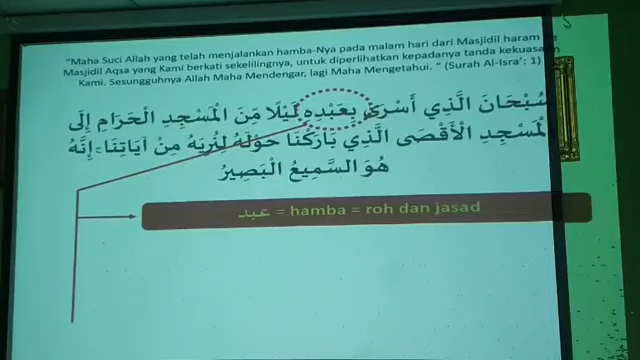 “Maha Suci Allah yang telah menjalankan hamba-Nya pada malam hari dari Masjidil haram ke
Masjidil Aqsa yang Kami berkati sekelilingnya, untuk diperlihatkan kepadanya tanda kekuasaan
Kami. Sesungguhnya Allah Maha Mendengar, lagi Maha Mengetahui. ” (Surah Al-Isra’: 1)
سُبْحَانَ الَّذِي أَسْرَىٰ بِعَبْدِهِ لَيْلًا مِّنَ الْمَسْجِدِ الْحَرَامِ إِلَى
الْمَسْجِدِ الْأَقْصَى الَّذِي بَارَكْنَا حَوْلَهُ لِنُرِيَهُ مِنْ آيَاتِنَا ۚ إِنَّهُ
هُوَ السَّمِيعُ الْبَصِيرُ
عبد = hamba = roh dan jasad